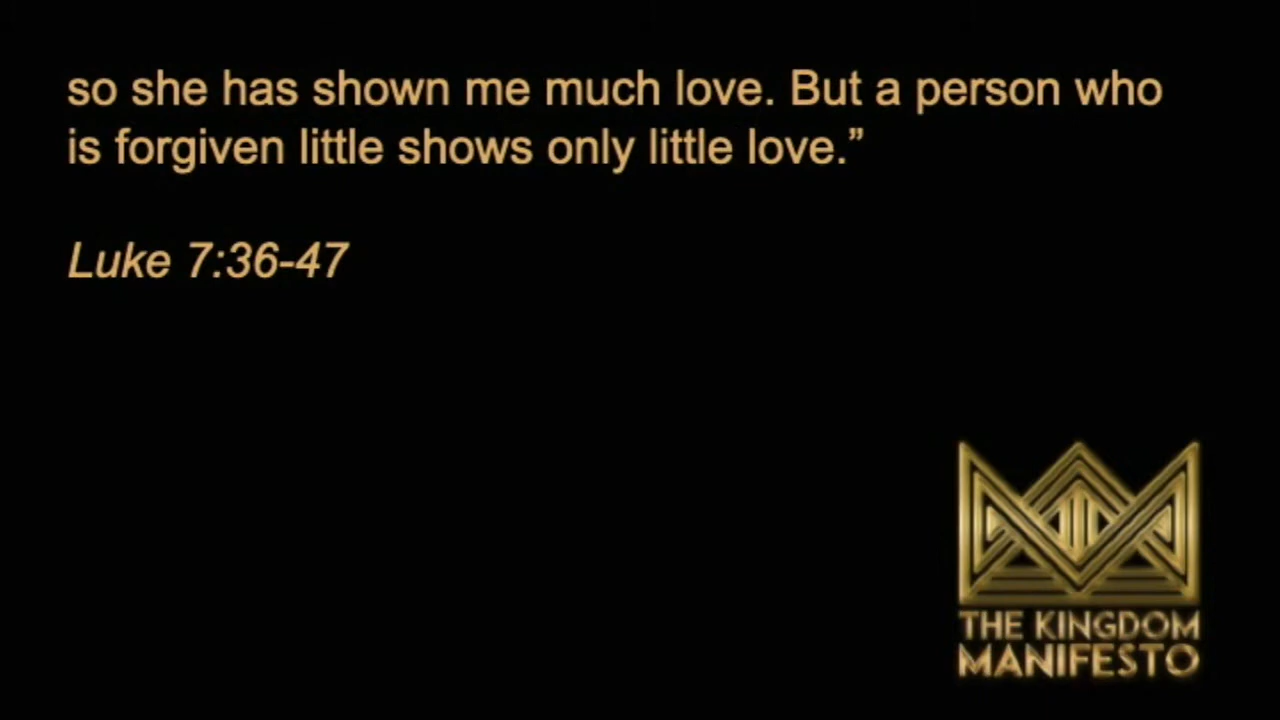 so she has shown me much love. But a person who
is forgiven little shows only little love.”
Luke 7:36-47
THE KINGDOM
MANIFESTO